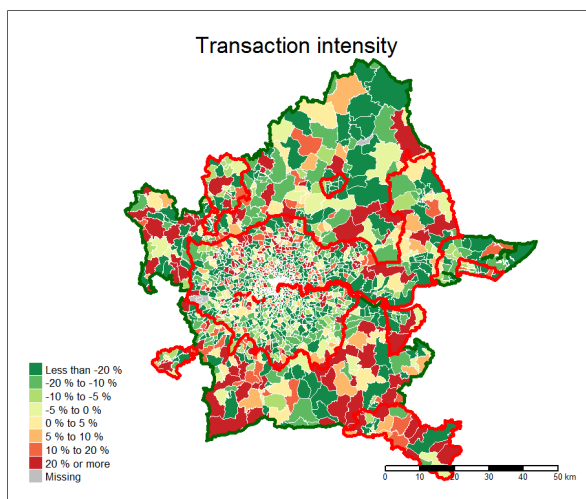 Transaction intensity
Less than -20 %
-20 % to -10 %
-10 % to -5 %
-5 % to 0 %
0 % to 5 %
5 % to 10 %
10 % to 20 %
20 % or more
Missing
0 10 20 30 40 50 km